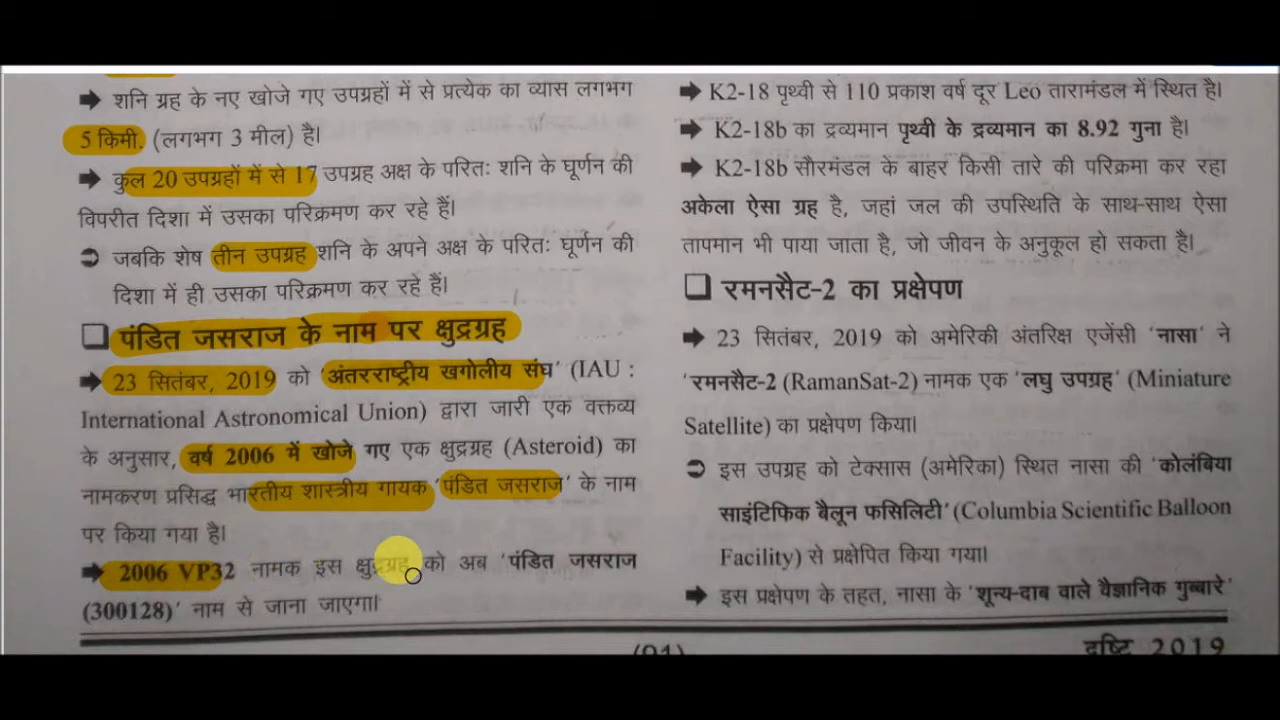 ➡ शनि ग्रह के नए खोजे गए उपग्रहों में से प्रत्येक का व्यास लगभग
5 किमी. (लगभग 3 मील) है।
➡ कुल 20 उपग्रहों में से 17 उपग्रह अक्ष के परितः शनि के घूर्णन की
विपरीत दिशा में उसका परिक्रमण कर रहे हैं।
➲ जबकि शेष तीन उपग्रह शनि के अपने अक्ष के परितः घूर्णन की
दिशा में ही उसका परिक्रमण कर रहे हैं।
❑ पंडित जसराज के नाम पर क्षुद्रग्रह
➡ 23 सितंबर, 2019 को 'अंतरराष्ट्रीय खगोलीय संघ' (IAU :
International Astronomical Union) द्वारा जारी एक वक्तव्य
के अनुसार, वर्ष 2006 में खोजे गए एक क्षुद्रग्रह (Asteroid) का
नामकरण प्रसिद्ध भारतीय शास्त्रीय गायक 'पंडित जसराज' के नाम
पर किया गया है।
➡ 2006 VP32 नामक इस क्षुद्रग्रह को अब 'पंडित जसराज
(300128)' नाम से जाना जाएगा।
➡ K2-18 पृथ्वी से 110 प्रकाश वर्ष दूर Leo तारामंडल में स्थित है।
➡ K2-18b का द्रव्यमान पृथ्वी के द्रव्यमान का 8.92 गुना है।
➡ K2-18b सौरमंडल के बाहर किसी तारे की परिक्रमा कर रहा
अकेला ऐसा ग्रह है, जहां जल की उपस्थिति के साथ-साथ ऐसा
तापमान भी पाया जाता है, जो जीवन के अनुकूल हो सकता है।
❑ रमनसैट-2 का प्रक्षेपण
➡ 23 सितंबर, 2019 को अमेरिकी अंतरिक्ष एजेंसी 'नासा' ने
'रमनसैट-2 (RamanSat-2) नामक एक 'लघु उपग्रह' (Miniature
Satellite) का प्रक्षेपण किया।
➲ इस उपग्रह को टेक्सास (अमेरिका) स्थित नासा की 'कोलंबिया
साइंटिफिक बैलून फसिलिटी' (Columbia Scientific Balloon
Facility) से प्रक्षेपित किया गया।
➡ इस प्रक्षेपण के तहत, नासा के 'शून्य-दाब वाले वैज्ञानिक गुब्बारे'
(91)
दृष्टि 2019